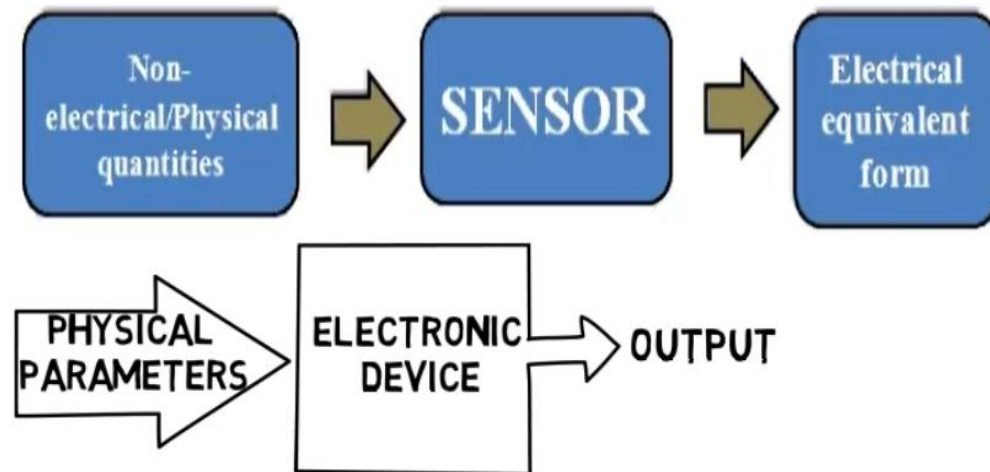 Non-
electrical/Physical
quantities
SENSOR
Electrical
equivalent
form
PHYSICAL
PARAMETERS
ELECTRONIC
DEVICE
OUTPUT